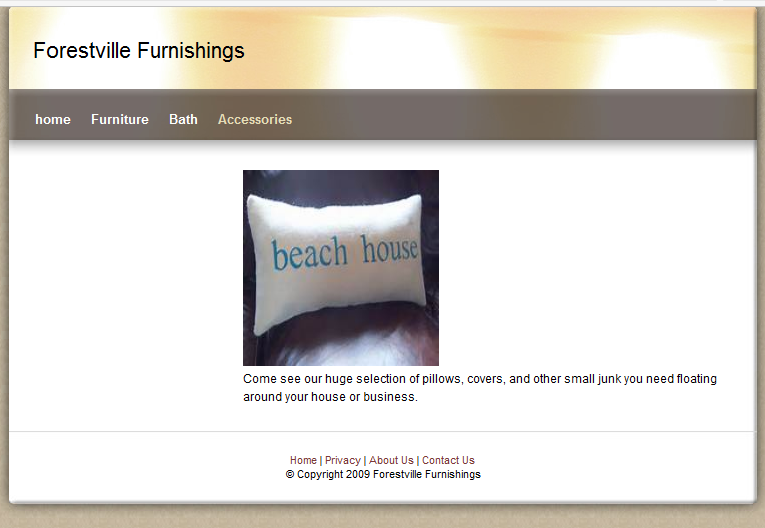 Forestville Furnishings
home Furniture Bath Accessories
beach house
Come see our huge selection of pillows, covers, and other small junk you need floating
around your house or business.
Home | Privacy | About Us | Contact Us
© Copyright 2009 Forestville Furnishings